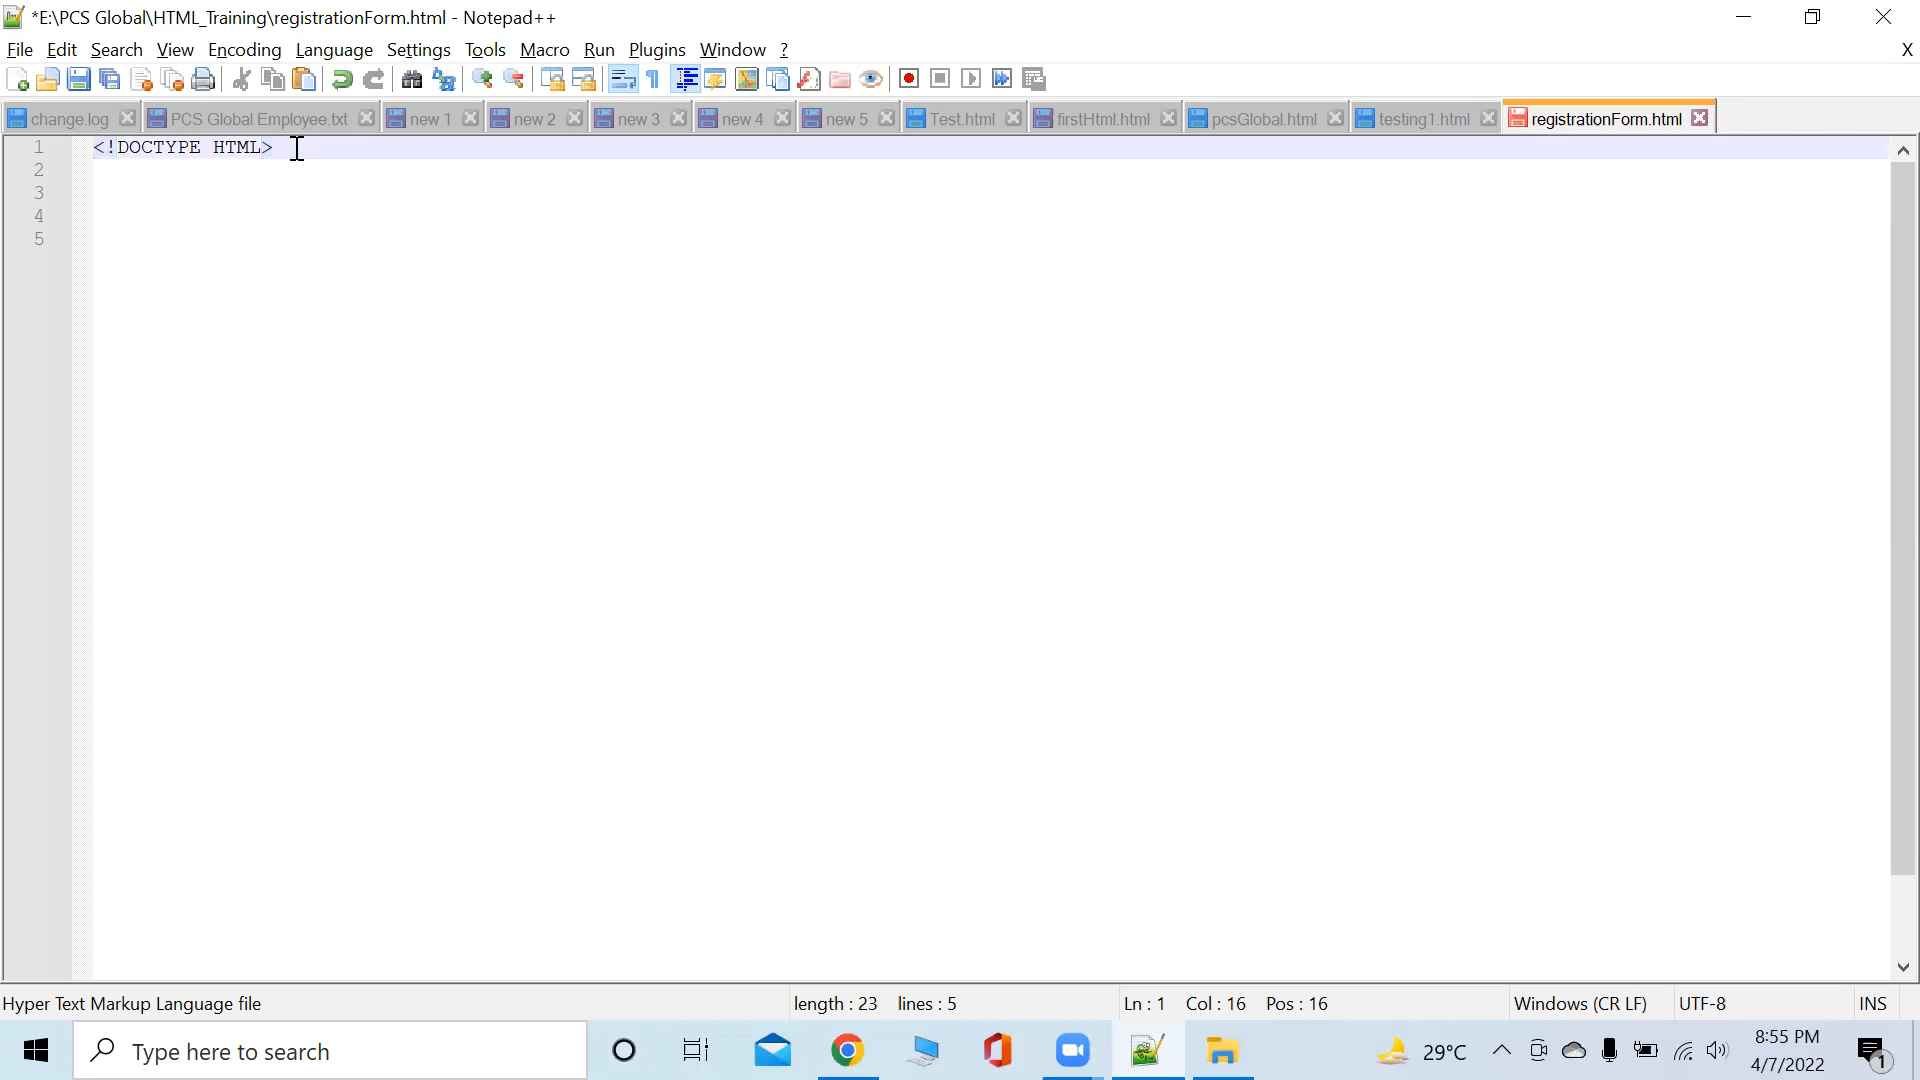 *E:\PCS Global\HTML_Training\registrationForm.html - Notepad++
File Edit Search View Encoding Language Settings Tools Macro Run Plugins Window ? X
change.log PCS Global Employee.txt new 1 new 2 new 3 new 4 new 5 Test.html firstHtml.html pcsGlobal.html testing1.html registrationForm.html
1 <!DOCTYPE HTML>
2
3
4
5
Hyper Text Markup Language file length : 23 lines : 5 Ln : 1 Col : 16 Pos : 16 Windows (CR LF) UTF-8 INS
Type here to search 29°C 8:55 PM
4/7/2022 1